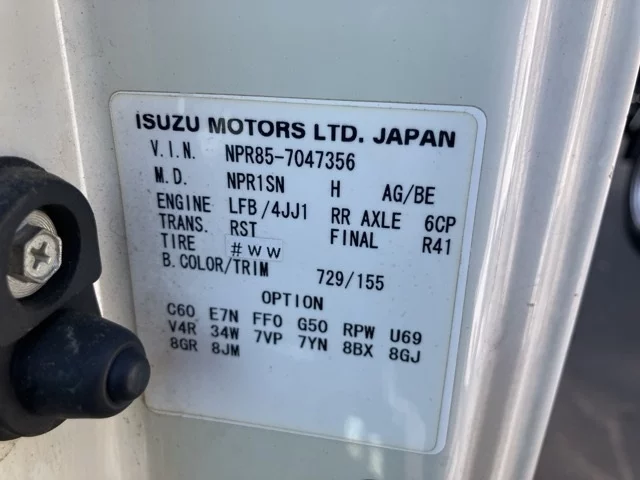 ISUZU MOTORS LTD. JAPAN
V.I.N. NPR85-7047356
M.D. NPR1SN H AG/BE
ENGINE LFB/4JJ1 RR AXLE 6CP
TRANS. RST FINAL R41
TIRE #WW
B.COLOR/TRIM 729/155
OPTION
C60 E7N FF0 G50 RPW U69
V4R 34W 7VP 7YN 8BX 8GJ
8GR 8JM